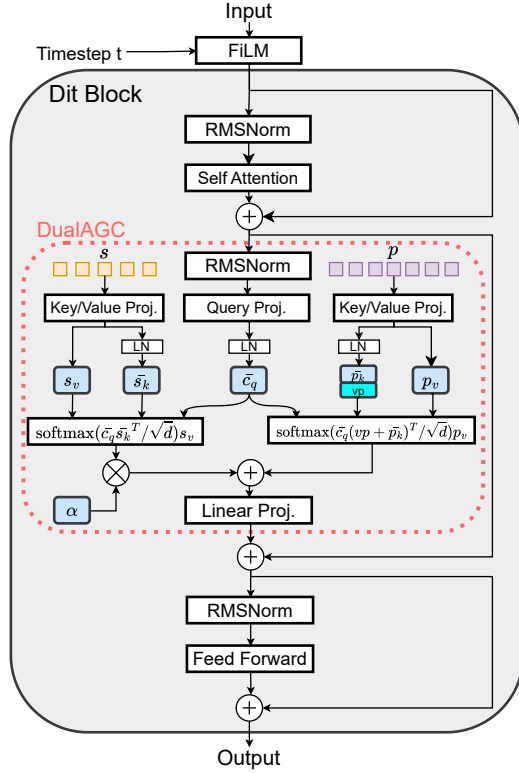 Input
Timestep t
FiLM
Dit Block
RMSNorm
Self Attention
+
DualAGC
s
RMSNorm
p
Key/Value Proj.
Query Proj.
Key/Value Proj.
LN
LN
LN
s_v
s̄_k
c̄_q
p̄_k
vp
p_v
softmax(c̄_q s̄_k^T/√d)s_v
softmax(c̄_q(vp + p̄_k)^T/√d)p_v
+
α
Linear Proj.
+
RMSNorm
Feed Forward
+
Output